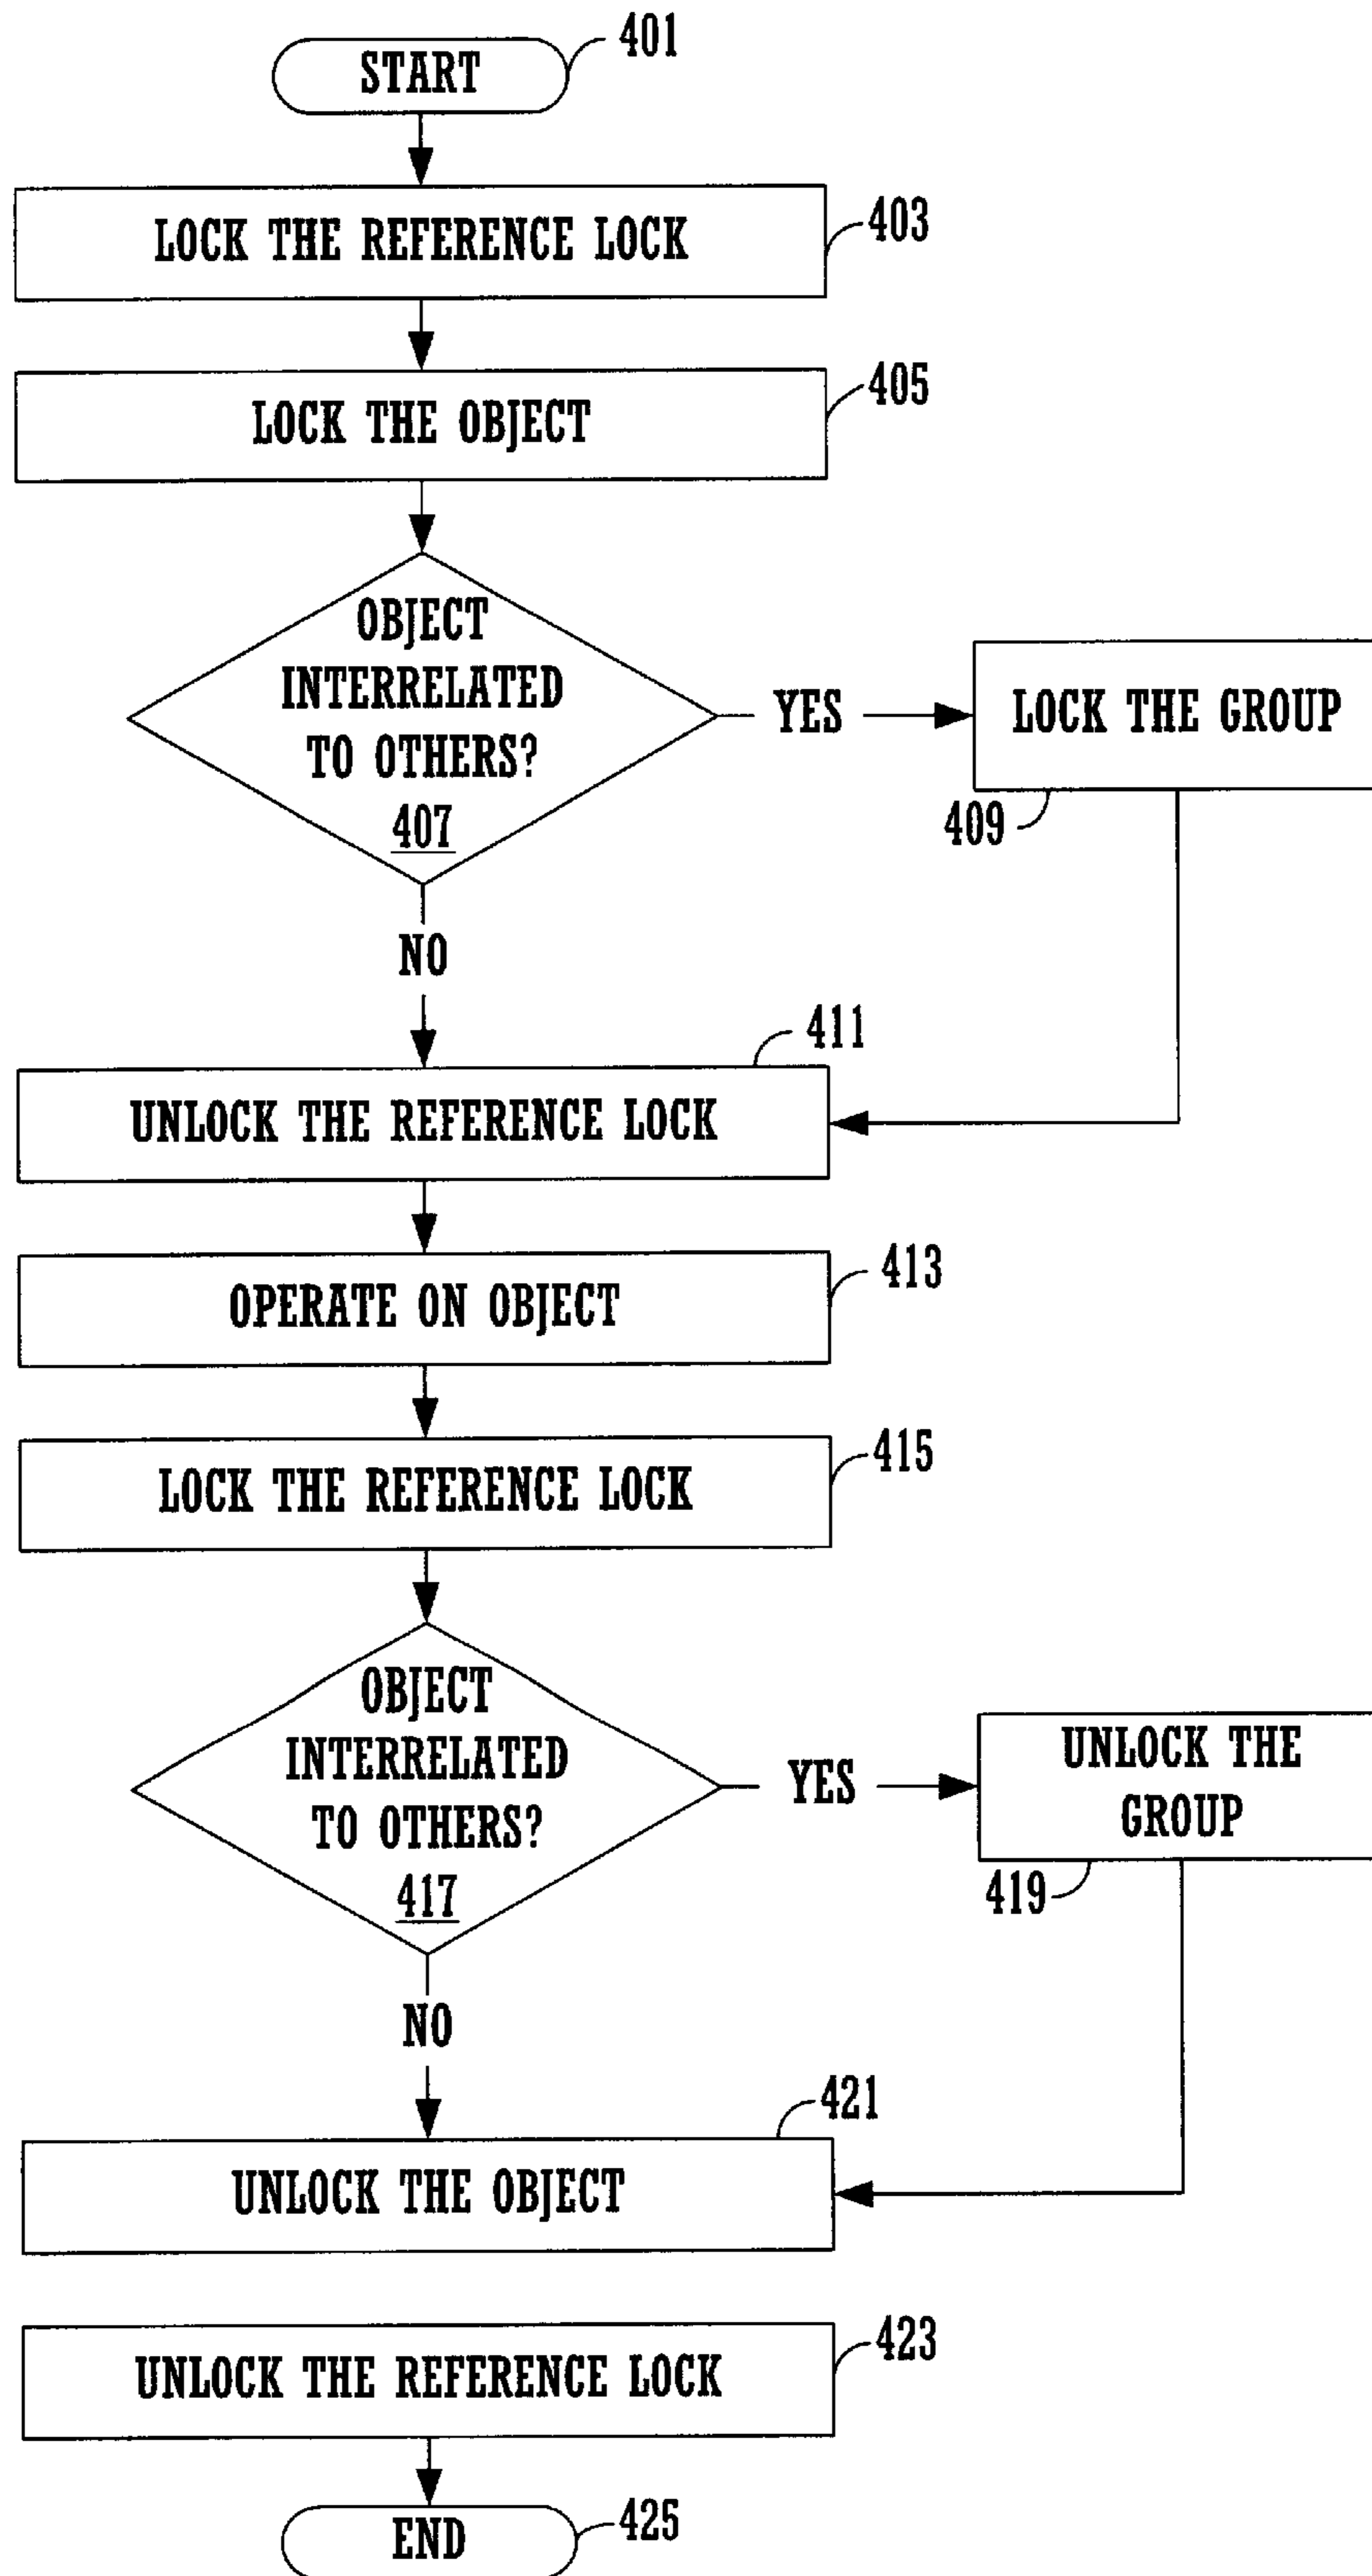 START
401
LOCK THE REFERENCE LOCK
403
LOCK THE OBJECT
405
OBJECT
INTERRELATED
TO OTHERS?
407
YES
LOCK THE GROUP
409
NO
411
UNLOCK THE REFERENCE LOCK
OPERATE ON OBJECT
413
LOCK THE REFERENCE LOCK
415
OBJECT
INTERRELATED
TO OTHERS?
417
YES
UNLOCK THE
GROUP
419
NO
421
UNLOCK THE OBJECT
UNLOCK THE REFERENCE LOCK
423
END
425